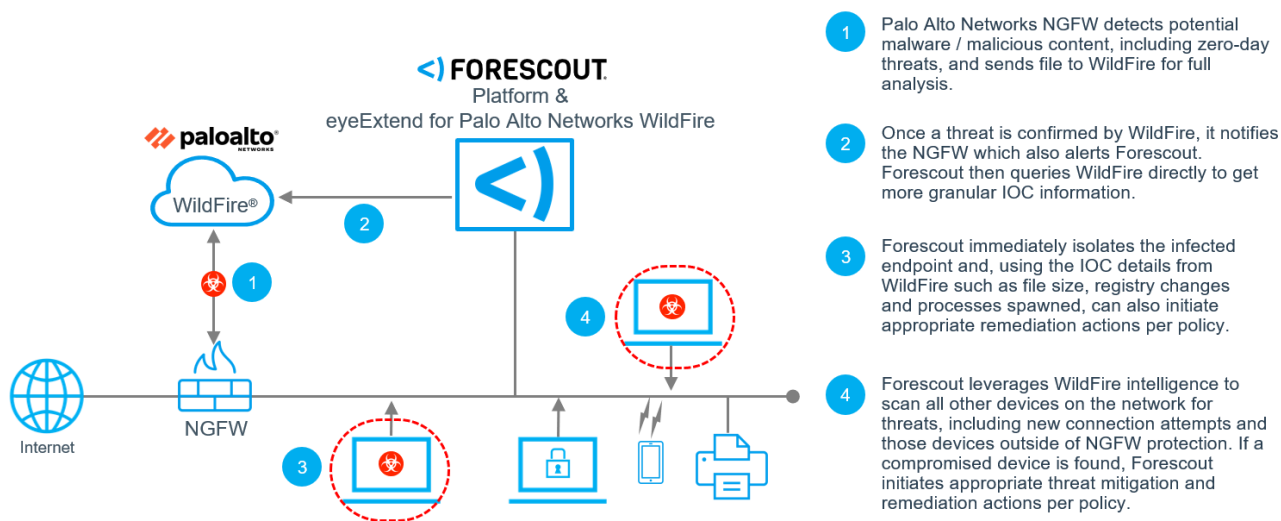 <) FORESCOUT.
Platform &
eyeExtend for Palo Alto Networks WildFire
paloalto®
NETWORKS
WildFire®
2
1
4
Internet
NGFW
3
1
Palo Alto Networks NGFW detects potential
malware / malicious content, including zero-day
threats, and sends file to WildFire for full
analysis.
2
Once a threat is confirmed by WildFire, it notifies
the NGFW which also alerts Forescout.
Forescout then queries WildFire directly to get
more granular IOC information.
3
Forescout immediately isolates the infected
endpoint and, using the IOC details from
WildFire such as file size, registry changes
and processes spawned, can also initiate
appropriate remediation actions per policy.
4
Forescout leverages WildFire intelligence to
scan all other devices on the network for
threats, including new connection attempts and
those devices outside of NGFW protection. If a
compromised device is found, Forescout
initiates appropriate threat mitigation and
remediation actions per policy.